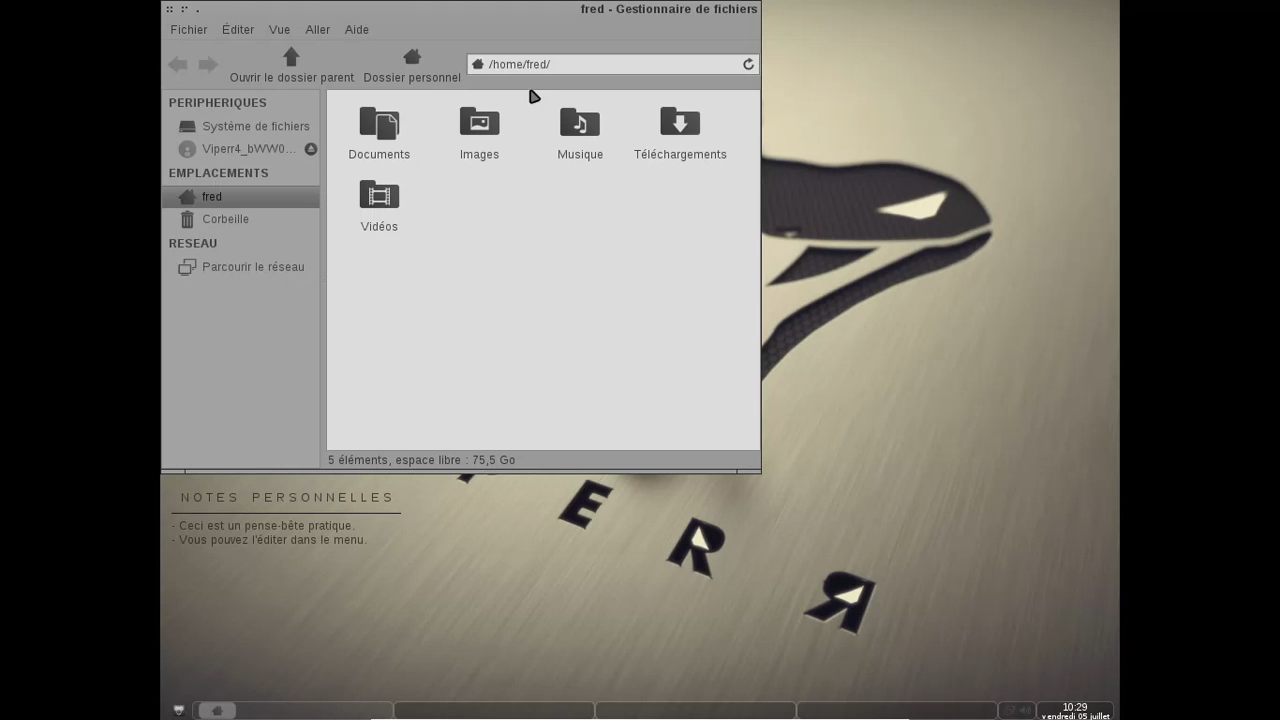 fred - Gestionnaire de fichiers
Fichier Éditer Vue Aller Aide
Ouvrir le dossier parent Dossier personnel /home/fred/
PERIPHERIQUES
Système de fichiers
Viperr4_bWW0...
EMPLACEMENTS
fred
Corbeille
RESEAU
Parcourir le réseau
Documents Images Musique Téléchargements
Vidéos
5 éléments, espace libre : 75,5 Go
NOTES PERSONNELLES
- Ceci est un pense-bête pratique.
- Vous pouvez l'éditer dans le menu.
E R Я
10:29
vendredi 05 juillet